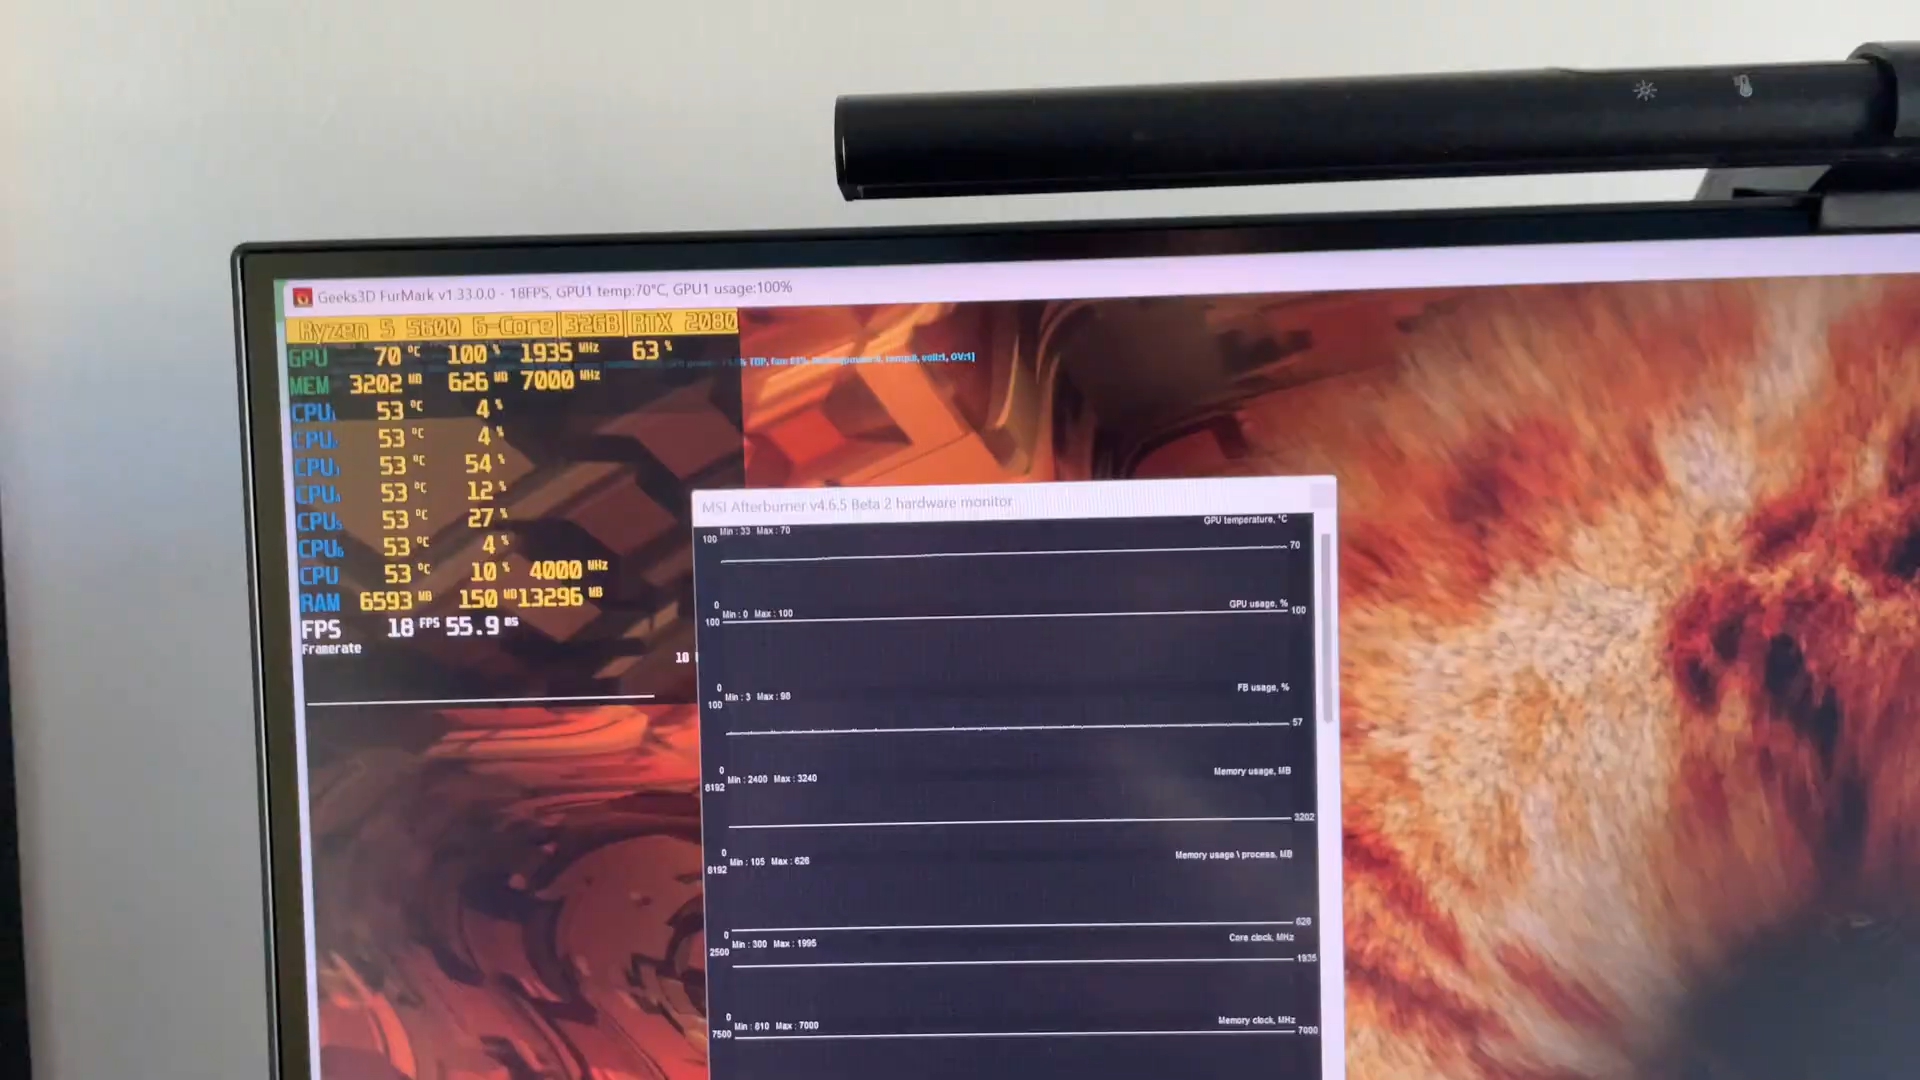 Geeks3D FurMark v1.33.0.0 - 18FPS, GPU1 temp:70°C, GPU1 usage:100%
Ryzen 5 5600 6-Core 32GB RTX 2080
GPU 70 °C 100 % 1935 MHz 63 %
TDP, fan:
MEM 3202 MB 626 MB 7000 MHz
CPU1 53 °C 4 %
CPU2 53 °C 4 %
CPU3 53 °C 54 %
CPU4 53 °C 12 %
CPU5 53 °C 27 %
CPU6 53 °C 4 %
CPU 53 °C 10 % 4000 MHz
RAM 6593 MB 150 MB 13296 MB
FPS 18 FPS 55.9 ms
Framerate
18
MSI Afterburner v4.6.5 Beta 2 hardware monitor
Min : 33 Max : 70 GPU temperature, °C
100
70
0
Min : 0 Max : 100 GPU usage, %
100
100
0
Min : 3 Max : 98 FB usage, %
100
57
0
Min : 2400 Max : 3240 Memory usage, MB
8192
3202
0
Min : 105 Max : 626 Memory usage \ process, MB
8192
626
0
Min : 300 Max : 1995 Core clock, MHz
2500
1935
0
Min : 810 Max : 7000 Memory clock, MHz
7500
7000